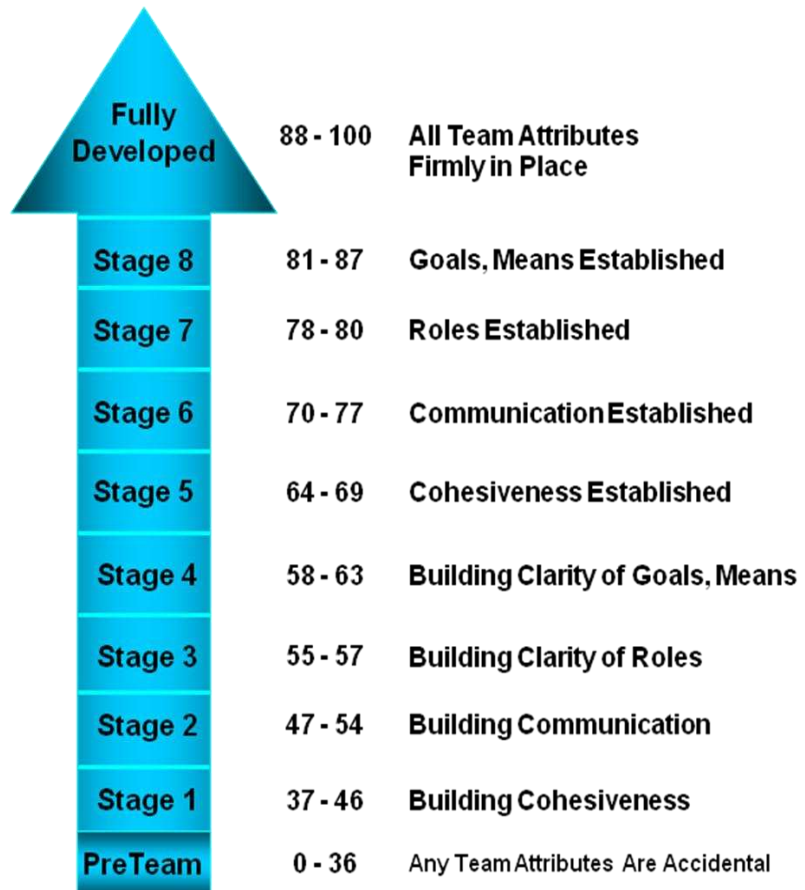 Fully
Developed
88 - 100
All Team Attributes
Firmly in Place
Stage 8
81 - 87
Goals, Means Established
Stage 7
78 - 80
Roles Established
Stage 6
70 - 77
Communication Established
Stage 5
64 - 69
Cohesiveness Established
Stage 4
58 - 63
Building Clarity of Goals, Means
Stage 3
55 - 57
Building Clarity of Roles
Stage 2
47 - 54
Building Communication
Stage 1
37 - 46
Building Cohesiveness
PreTeam
0 - 36
Any Team Attributes Are Accidental